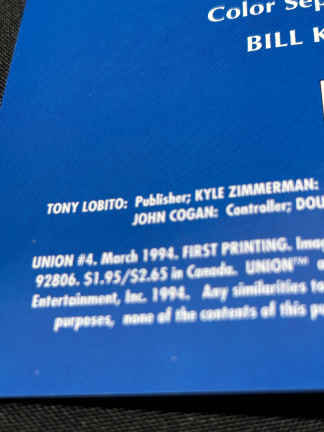 Color Sep
BILL K
TONY LOBITO: Publisher; KYLE ZIMMERMAN:
JOHN COGAN: Controller; DOU
UNION #4. March 1994. FIRST PRINTING. Imag
92806. $1.95/$2.65 in Canada. UNION™
Entertainment, Inc. 1994. Any similarities to
purposes, none of the contents of this pu